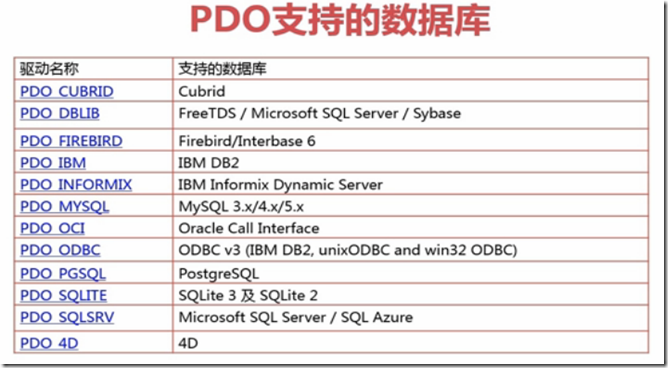 PDO支持的数据库
驱动名称 支持的数据库
PDO_CUBRID Cubrid
PDO_DBLIB FreeTDS / Microsoft SQL Server / Sybase
PDO_FIREBIRD Firebird/Interbase 6
PDO_IBM IBM DB2
PDO_INFORMIX IBM Informix Dynamic Server
PDO_MYSQL MySQL 3.x/4.x/5.x
PDO_OCI Oracle Call Interface
PDO_ODBC ODBC v3 (IBM DB2, unixODBC and win32 ODBC)
PDO_PGSQL PostgreSQL
PDO_SQLITE SQLite 3 及 SQLite 2
PDO_SQLSRV Microsoft SQL Server / SQL Azure
PDO_4D 4D